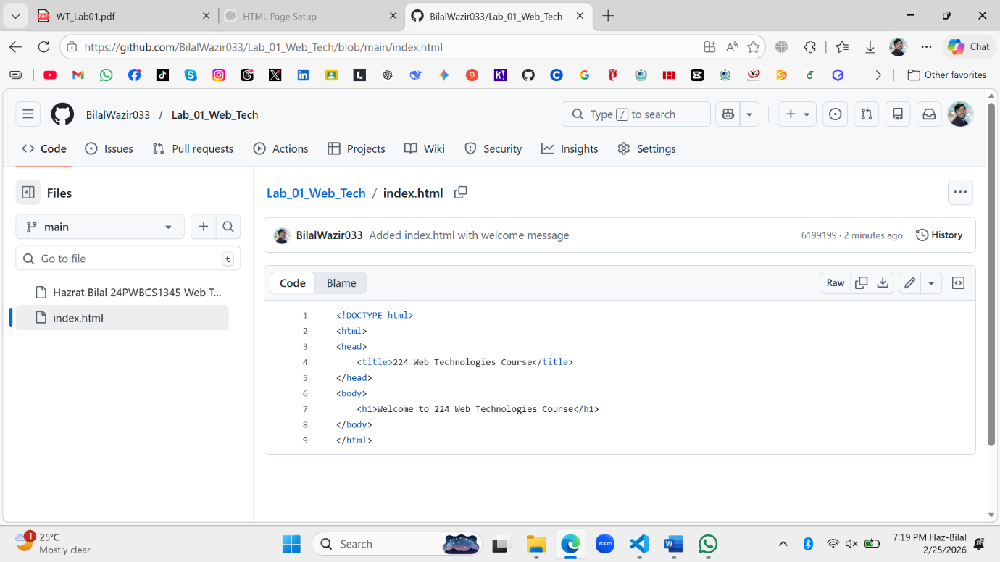 WT_Lab01.pdf
HTML Page Setup
BilalWazir033/Lab_01_Web_Tech
https://github.com/BilalWazir033/Lab_01_Web_Tech/blob/main/index.html
Chat
Other favorites
BilalWazir033 / Lab_01_Web_Tech
Type / to search
Code
Issues
Pull requests
Actions
Projects
Wiki
Security
Insights
Settings
Files
Lab_01_Web_Tech / index.html
main
BilalWazir033 Added index.html with welcome message
6199199 · 2 minutes ago
History
Go to file
t
Code
Blame
Raw
Hazrat Bilal 24PWBCS1345 Web T...
index.html
1 <!DOCTYPE html>
2 <html>
3 <head>
4 <title>224 Web Technologies Course</title>
5 </head>
6 <body>
7 <h1>Welcome to 224 Web Technologies Course</h1>
8 </body>
9 </html>
1
25°C
Mostly clear
Search
zoom
7:19 PM Haz-Bilal
2/25/2026